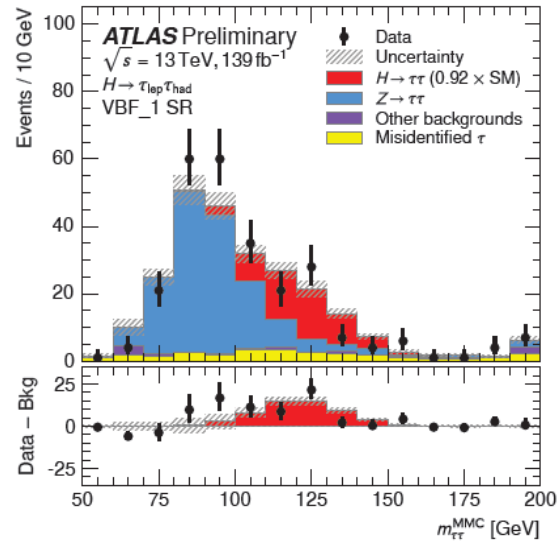 ATLAS Preliminary
√s = 13 TeV, 139 fb⁻¹
H → τ_lep τ_had
VBF_1 SR
Data
Uncertainty
H → ττ (0.92 × SM)
Z → ττ
Other backgrounds
Misidentified τ
Events / 10 GeV
100
80
60
40
20
0
Data − Bkg
25
0
-25
50 75 100 125 150 175 200
m_ττ^MMC [GeV]